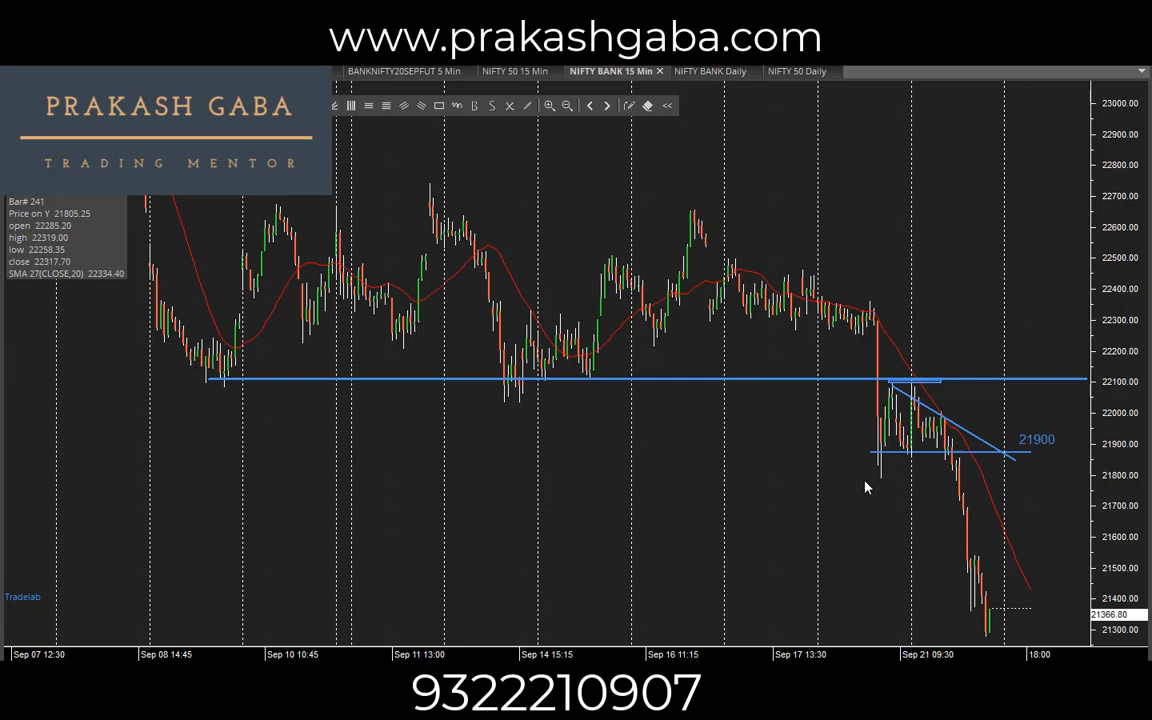 www.prakashgaba.com
BANKNIFTY20SEPFUT 5 Min NIFTY 50 15 Min NIFTY BANK 15 Min NIFTY BANK Daily NIFTY 50 Daily
PRAKASH GABA
TRADING MENTOR
Bar# 241
Price on Y 21805.25
open 22285.20
high 22319.00
low 22258.35
close 22317.70
SMA 27(CLOSE,20) 22334.40
23000.00
22900.00
22800.00
22700.00
22600.00
22500.00
22400.00
22300.00
22200.00
22100.00
22000.00
21900
21900.00
21800.00
21700.00
21600.00
21500.00
Tradelab
21400.00
21366.80
21300.00
Sep 07 12:30 Sep 08 14:45 Sep 10 10:45 Sep 11 13:00 Sep 14 15:15 Sep 16 11:15 Sep 17 13:30 Sep 21 09:30 18:00
9322210907